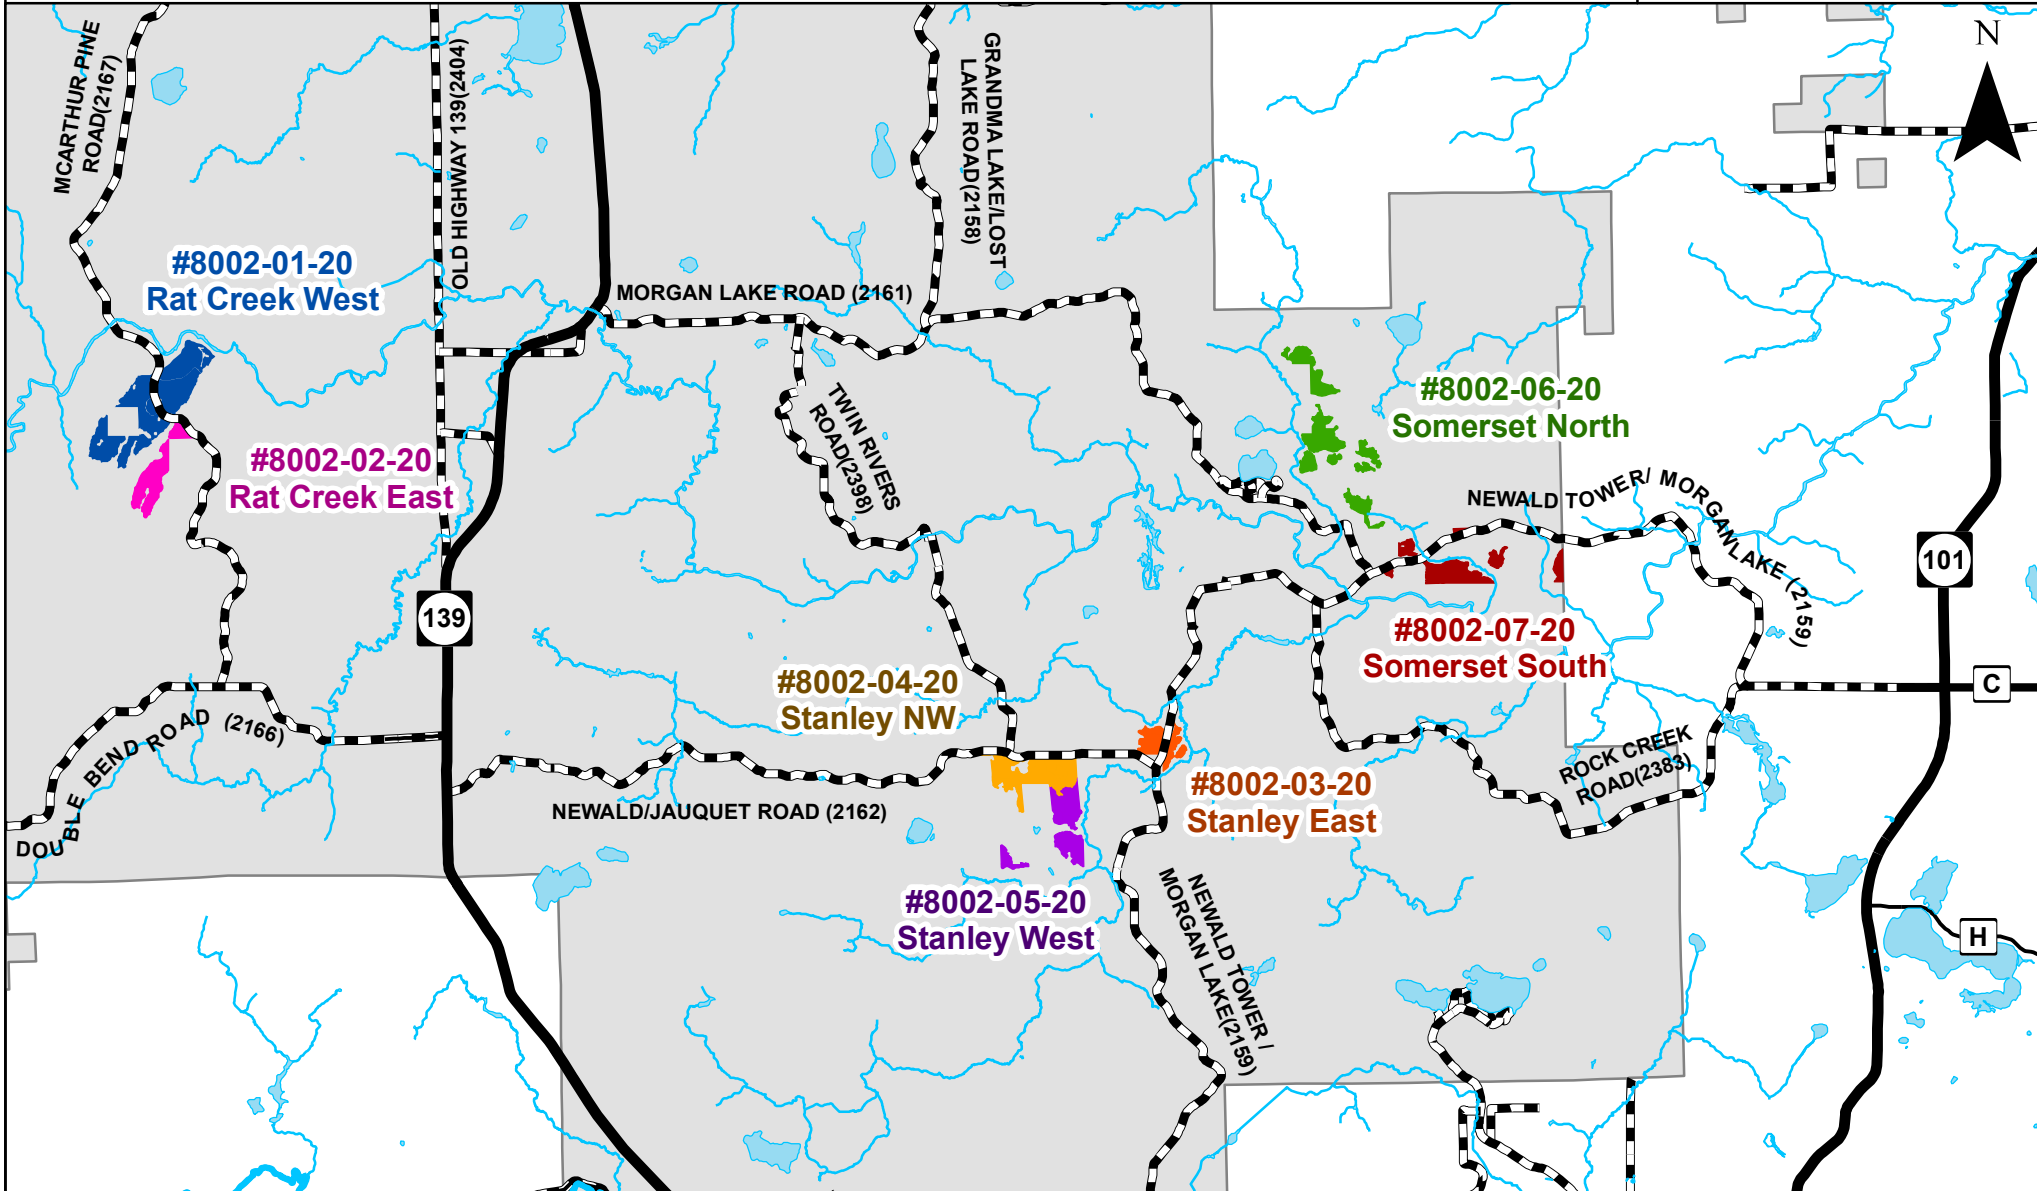 N
MCARTHUR PINE
ROAD(2167)
OLD HIGHWAY 139(2404)
GRANDMA LAKE/LOST
LAKE ROAD(2158)
#8002-01-20
Rat Creek West
MORGAN LAKE ROAD (2161)
#8002-02-20
Rat Creek East
TWIN RIVERS
ROAD(2398)
#8002-06-20
Somerset North
NEWALD TOWER/ MORGANLAKE (2159)
101
139
#8002-07-20
Somerset South
C
#8002-04-20
Stanley NW
DOUBLE BEND ROAD (2166)
ROCK CREEK
ROAD(2383)
NEWALD/JAUQUET ROAD (2162)
#8002-03-20
Stanley East
#8002-05-20
Stanley West
NEWALD TOWER /
MORGAN LAKE(2159)
H